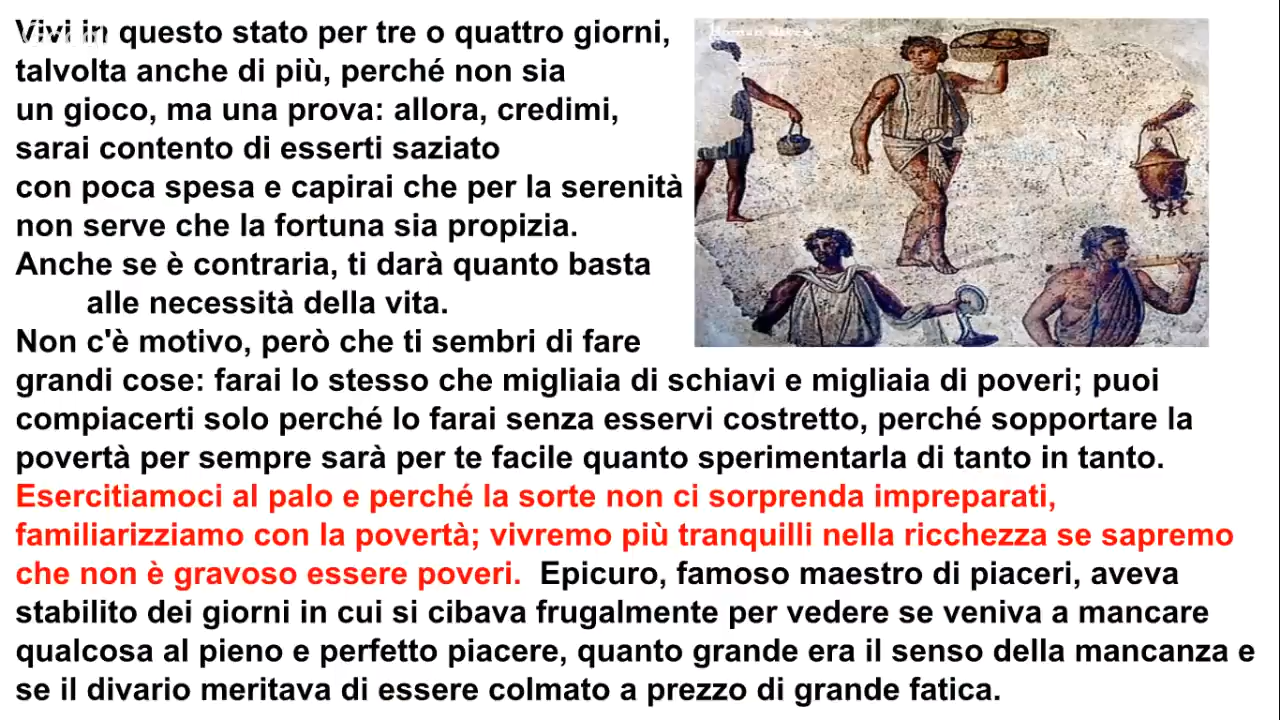 Vivi in questo stato per tre o quattro giorni,
talvolta anche di più, perché non sia
un gioco, ma una prova: allora, credimi,
sarai contento di esserti saziato
con poca spesa e capirai che per la serenità
non serve che la fortuna sia propizia.
Anche se è contraria, ti darà quanto basta
alle necessità della vita.
Non c'è motivo, però che ti sembri di fare
grandi cose: farai lo stesso che migliaia di schiavi e migliaia di poveri; puoi
compiacerti solo perché lo farai senza esservi costretto, perché sopportare la
povertà per sempre sarà per te facile quanto sperimentarla di tanto in tanto.
Esercitiamoci al palo e perché la sorte non ci sorprenda impreparati,
familiarizziamo con la povertà; vivremo più tranquilli nella ricchezza se sapremo
che non è gravoso essere poveri. Epicuro, famoso maestro di piaceri, aveva
stabilito dei giorni in cui si cibava frugalmente per vedere se veniva a mancare
qualcosa al pieno e perfetto piacere, quanto grande era il senso della mancanza e
se il divario meritava di essere colmato a prezzo di grande fatica.